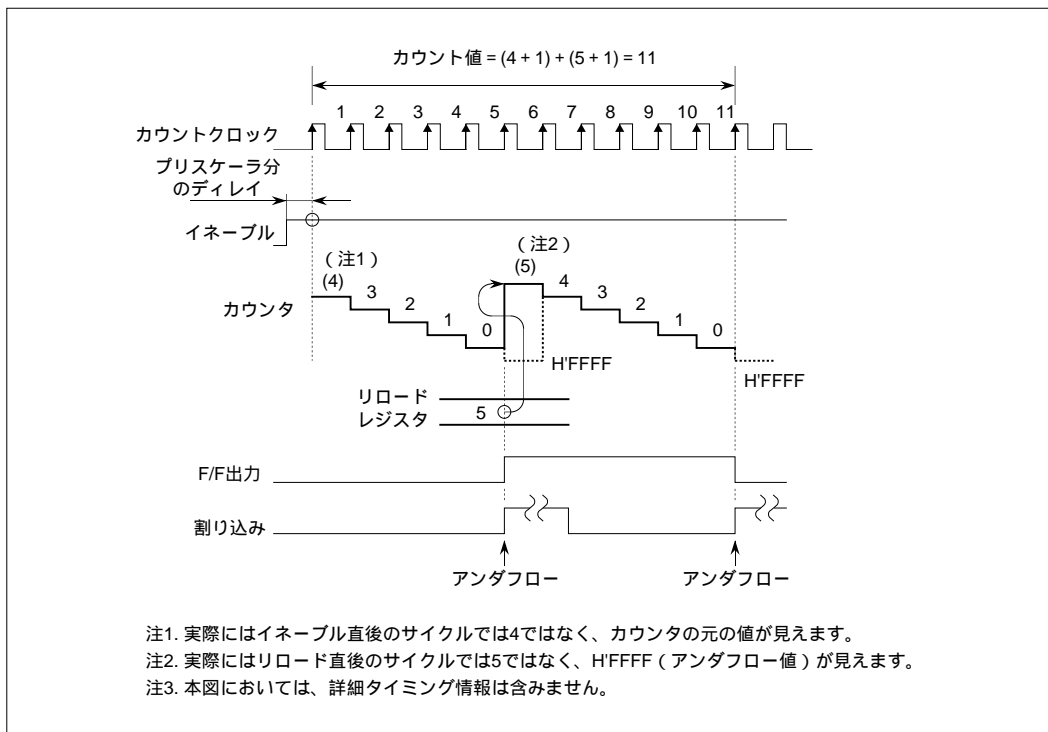 カウント値 = (4 + 1) + (5 + 1) = 11
1 2 3 4 5 6 7 8 9 10 11
カウントクロック
プリスケーラ分
のディレイ
イネーブル
(注1) (注2)
(4) (5)
カウンタ
3 2 1 0 4 3 2 1 0
H'FFFF H'FFFF
リロード
レジスタ 5
F/F出力
割り込み
アンダフロー アンダフロー
注1. 実際にはイネーブル直後のサイクルでは4ではなく、カウンタの元の値が見えます。
注2. 実際にはリロード直後のサイクルでは5ではなく、H'FFFF(アンダフロー値)が見えます。
注3. 本図においては、詳細タイミング情報は含みません。